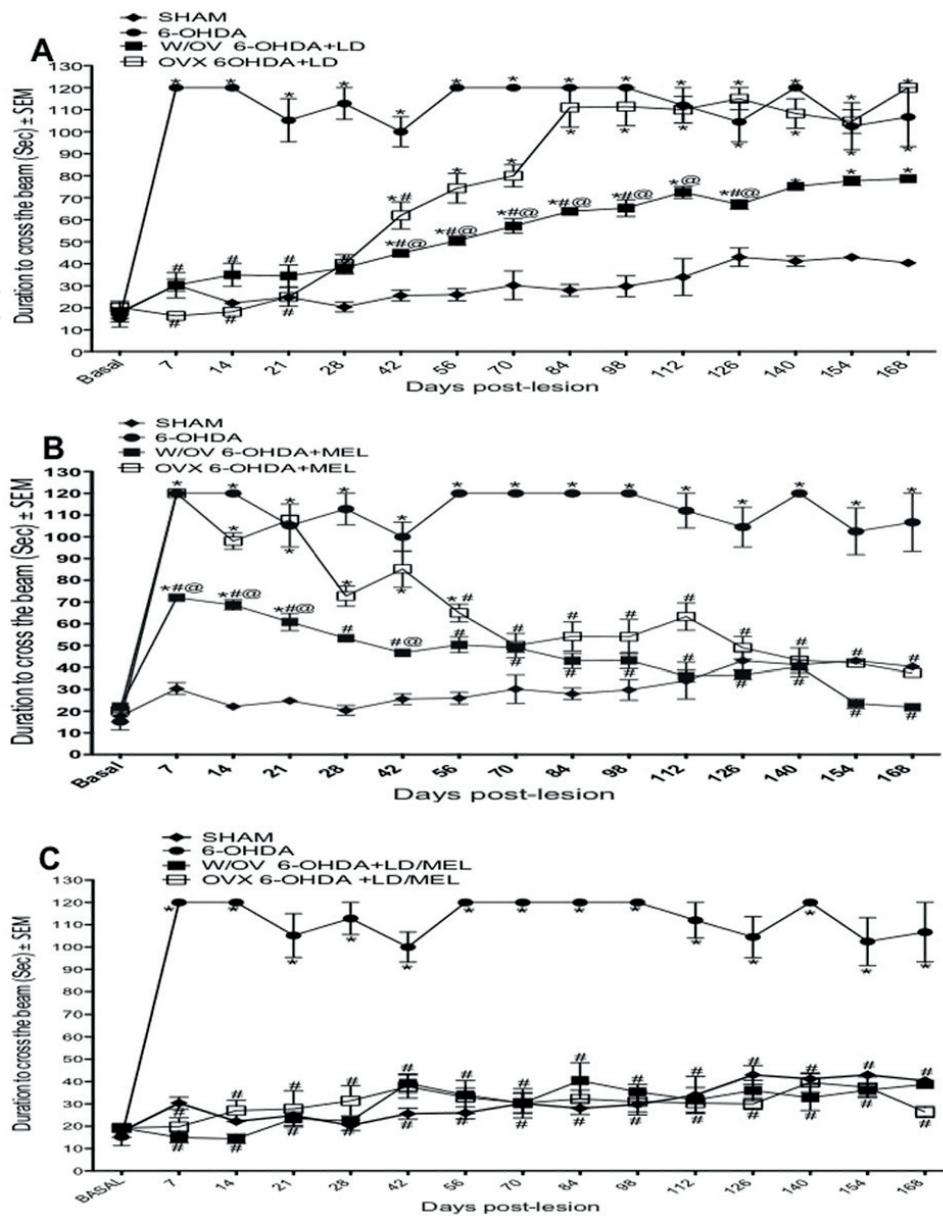 A
SHAM
6-OHDA
W/OV 6-OHDA+LD
OVX 6OHDA+LD
Duration to cross the beam (Sec) ± SEM
130
120
110
100
90
80
70
60
50
40
30
20
10
0
Basal 7 14 21 28 42 56 70 84 98 112 126 140 154 168
Days post-lesion
B
SHAM
6-OHDA
W/OV 6-OHDA+MEL
OVX 6-OHDA+MEL
Duration to cross the beam (Sec) ± SEM
130
120
110
100
90
80
70
60
50
40
30
20
10
0
Basal 7 14 21 28 42 56 70 84 98 112 126 140 154 168
Days post-lesion
C
SHAM
6-OHDA
W/OV 6-OHDA+LD/MEL
OVX 6-OHDA +LD/MEL
Duration to cross the beam (Sec) ± SEM
130
120
110
100
90
80
70
60
50
40
30
20
10
0
BASAL 7 14 21 28 42 56 70 84 98 112 126 140 154 168
Days post-lesion